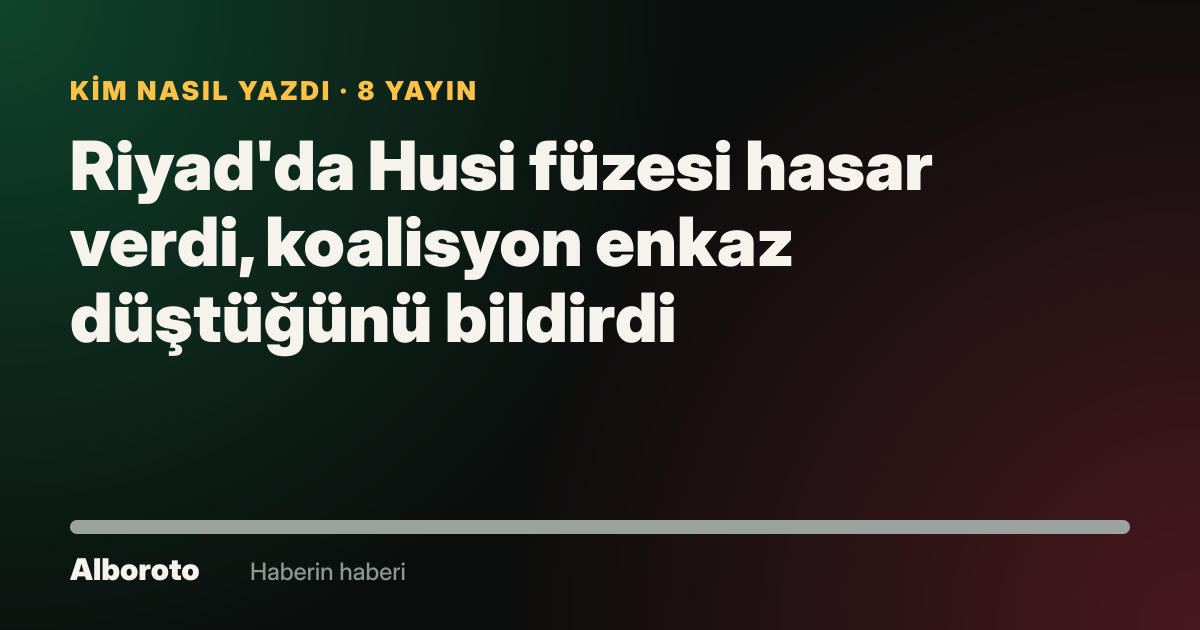 KİM NASIL YAZDI · 8 YAYIN
Riyad'da Husi füzesi hasar
verdi, koalisyon enkaz
düştüğünü bildirdi
Alboroto
Haberin haberi